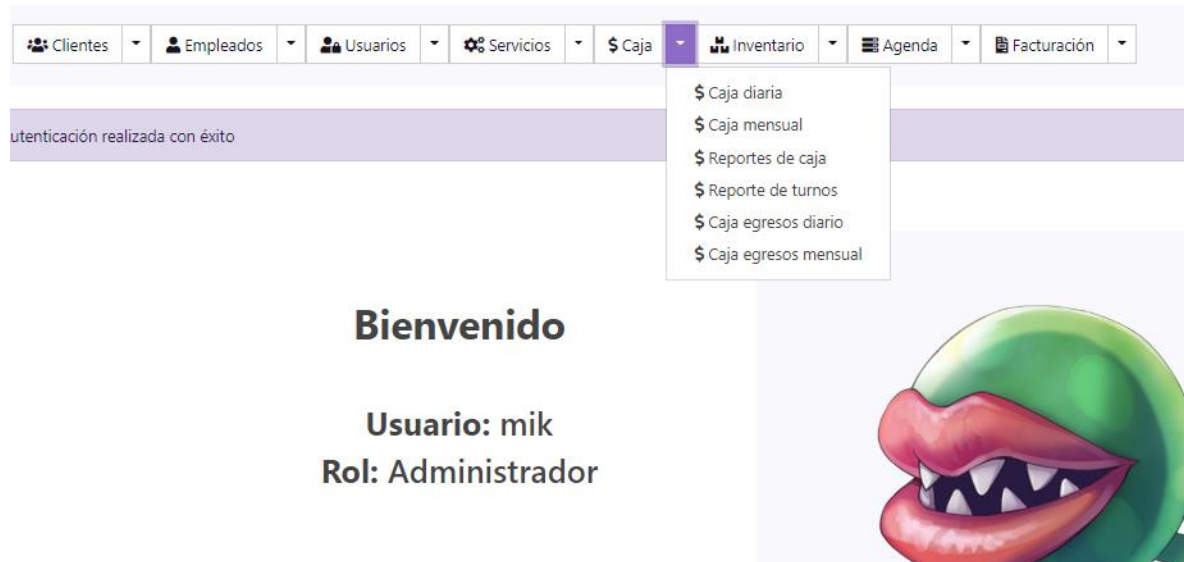 Clientes Empleados Usuarios Servicios $ Caja Inventario Agenda Facturación
$ Caja diaria
$ Caja mensual
$ Reportes de caja
$ Reporte de turnos
$ Caja egresos diario
$ Caja egresos mensual
utenticación realizada con éxito
Bienvenido
Usuario: mik
Rol: Administrador